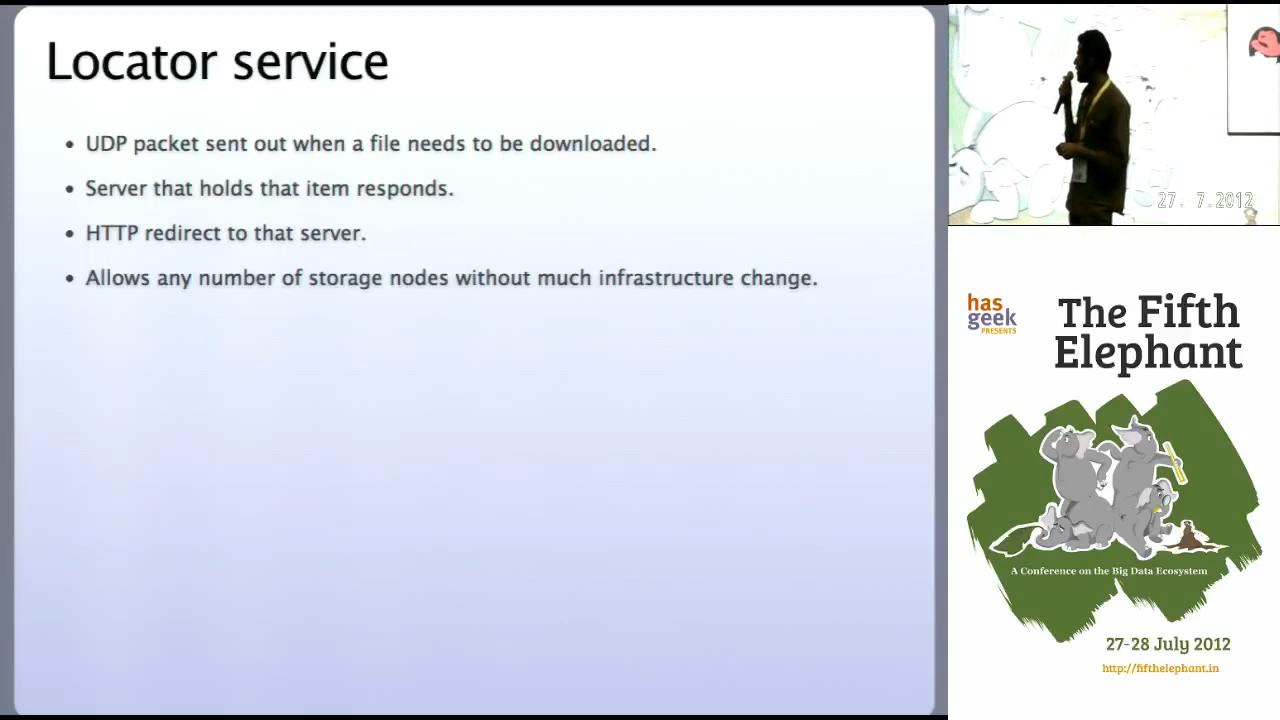 Locator service
• UDP packet sent out when a file needs to be downloaded.
• Server that holds that item responds.
• HTTP redirect to that server.
• Allows any number of storage nodes without much infrastructure change.
27. 7.2012
has
geek
PRESENTS
The Fifth
Elephant
A Conference on the Big Data Ecosystem
27-28 July 2012
http://fifthelephant.in